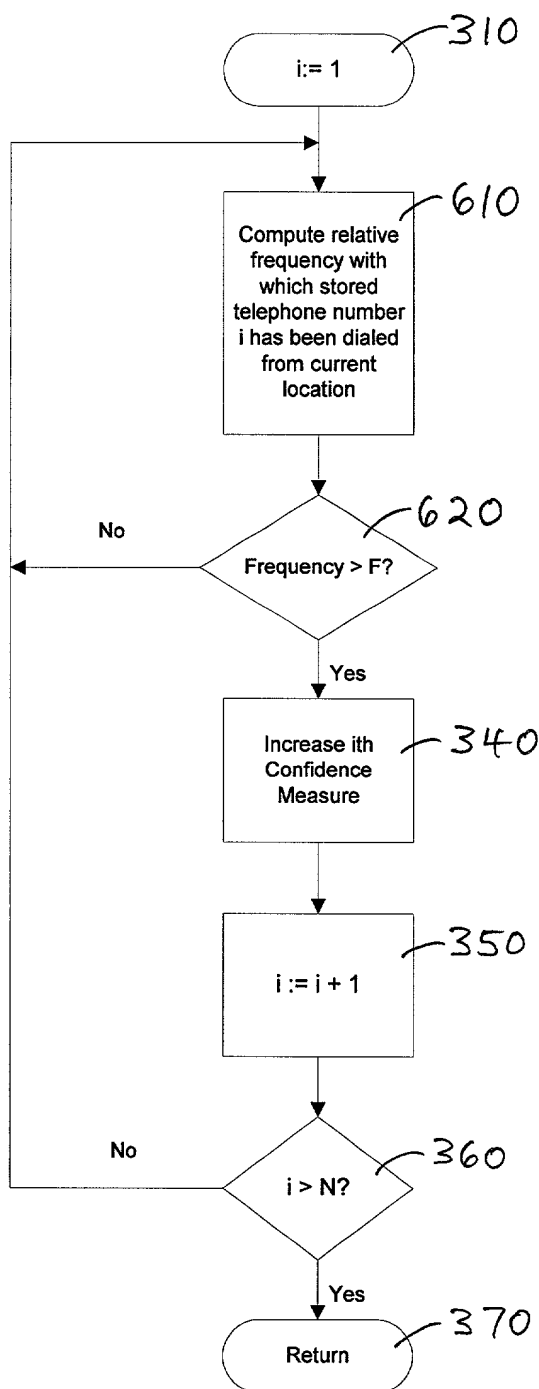 310
i:= 1
610
Compute relative
frequency with
which stored
telephone number
i has been dialed
from current
location
620
No
Frequency > F?
Yes
340
Increase ith
Confidence
Measure
350
i := i + 1
No
360
i > N?
Yes
370
Return